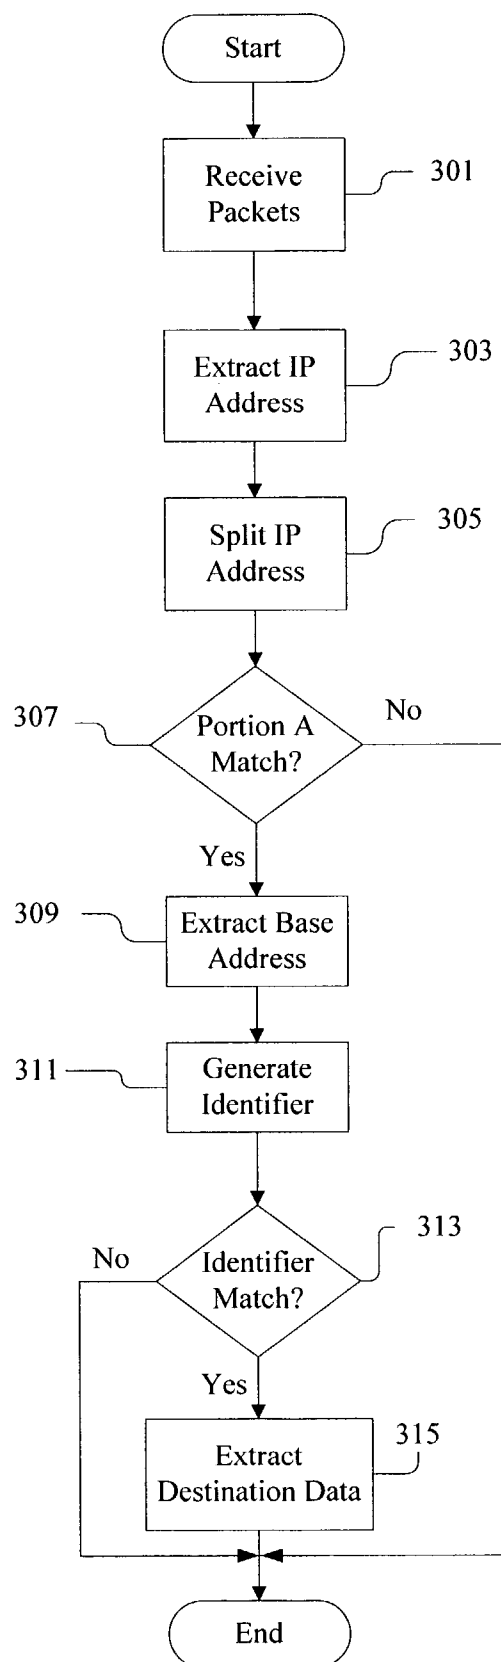 Start
Receive
Packets
301
Extract IP
Address
303
Split IP
Address
305
307
Portion A
Match?
No
Yes
309
Extract Base
Address
311
Generate
Identifier
313
No
Identifier
Match?
Yes
315
Extract
Destination Data
End